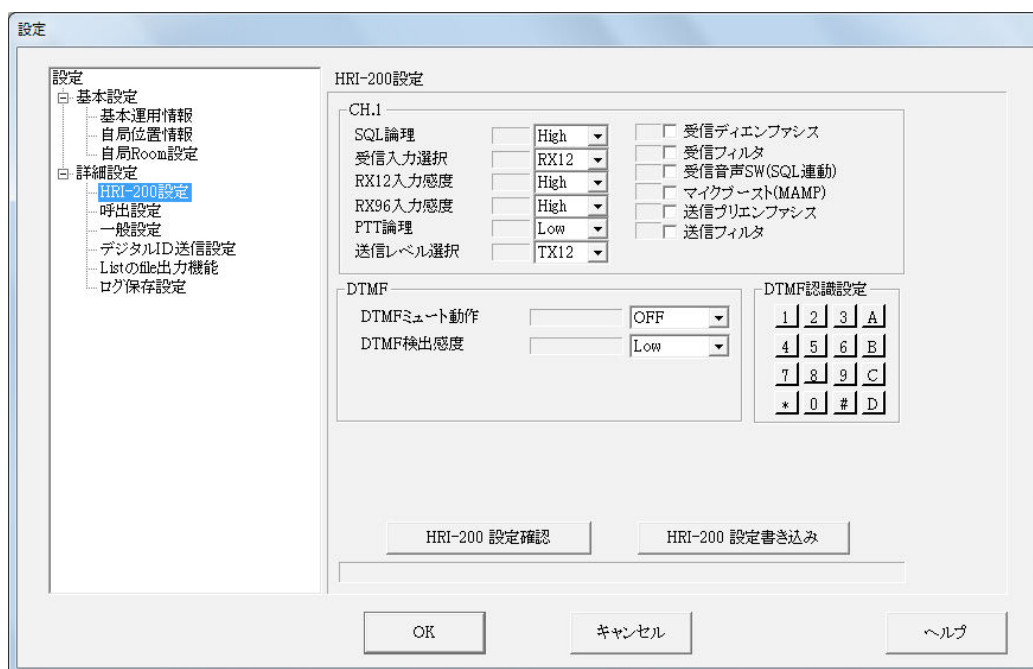 設定
設定
基本設定
基本運用情報
自局位置情報
自局Room設定
詳細設定
HRI-200設定
呼出設定
一般設定
デジタルID送信設定
Listのfile出力機能
ログ保存設定
HRI-200設定
CH.1
SQL論理 High
受信入力選択 RX12
RX12入力感度 High
RX96入力感度 High
PTT論理 Low
送信レベル選択 TX12
受信ディエンファシス
受信フィルタ
受信音声SW(SQL連動)
マイクブースト(MAMP)
送信プリエンファシス
送信フィルタ
DTMF
DTMFミュート動作 OFF
DTMF検出感度 Low
DTMF認識設定
1 2 3 A
4 5 6 B
7 8 9 C
* 0 # D
HRI-200 設定確認 HRI-200 設定書き込み
OK キャンセル ヘルプ